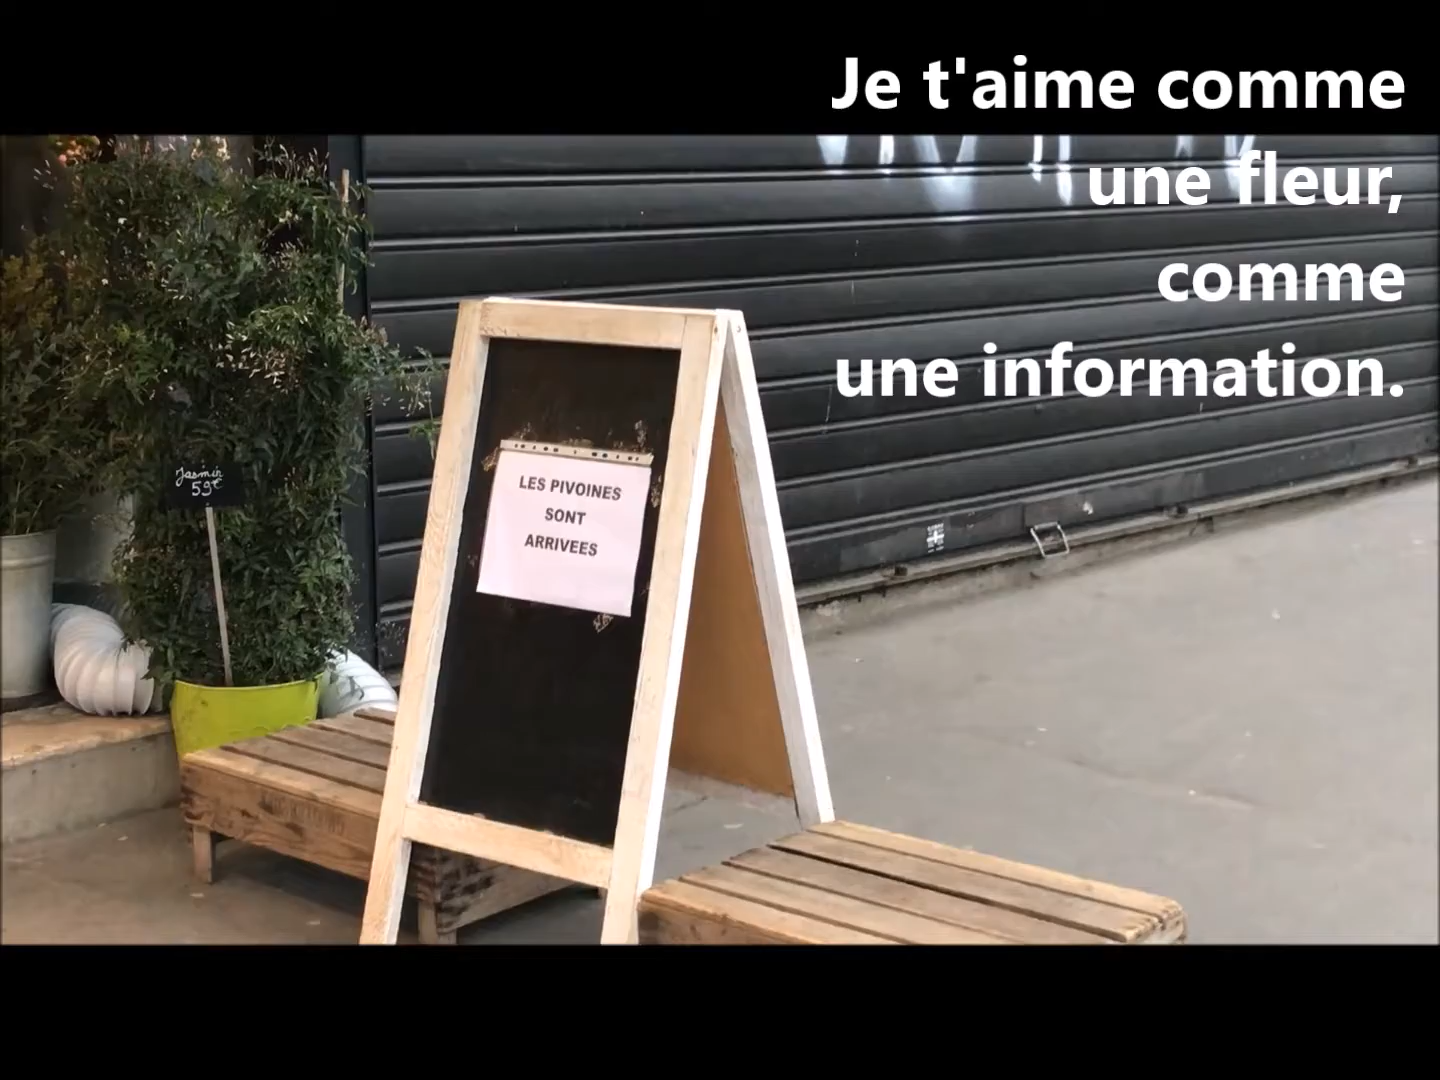 Je t'aime comme
une fleur,
comme
une information.
Jasmin
59€
LES PIVOINES
SONT
ARRIVEES